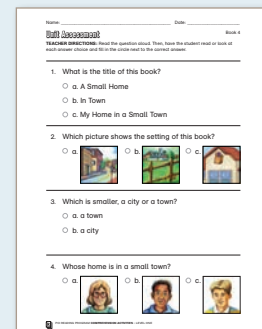 Name: Date:
Unit Assessment
Book 4
TEACHER DIRECTIONS: Read the question aloud. Then, have the student read or look at
each answer choice and fill in the circle next to the correct answer.
1. What is the title of this book?
a. A Small Home
b. In Town
c. My Home in a Small Town
2. Which picture shows the setting of this book?
a. b. c.
3. Which is smaller, a city or a town?
a. a town
b. a city
4. Whose home is in a small town?
a. b. c.